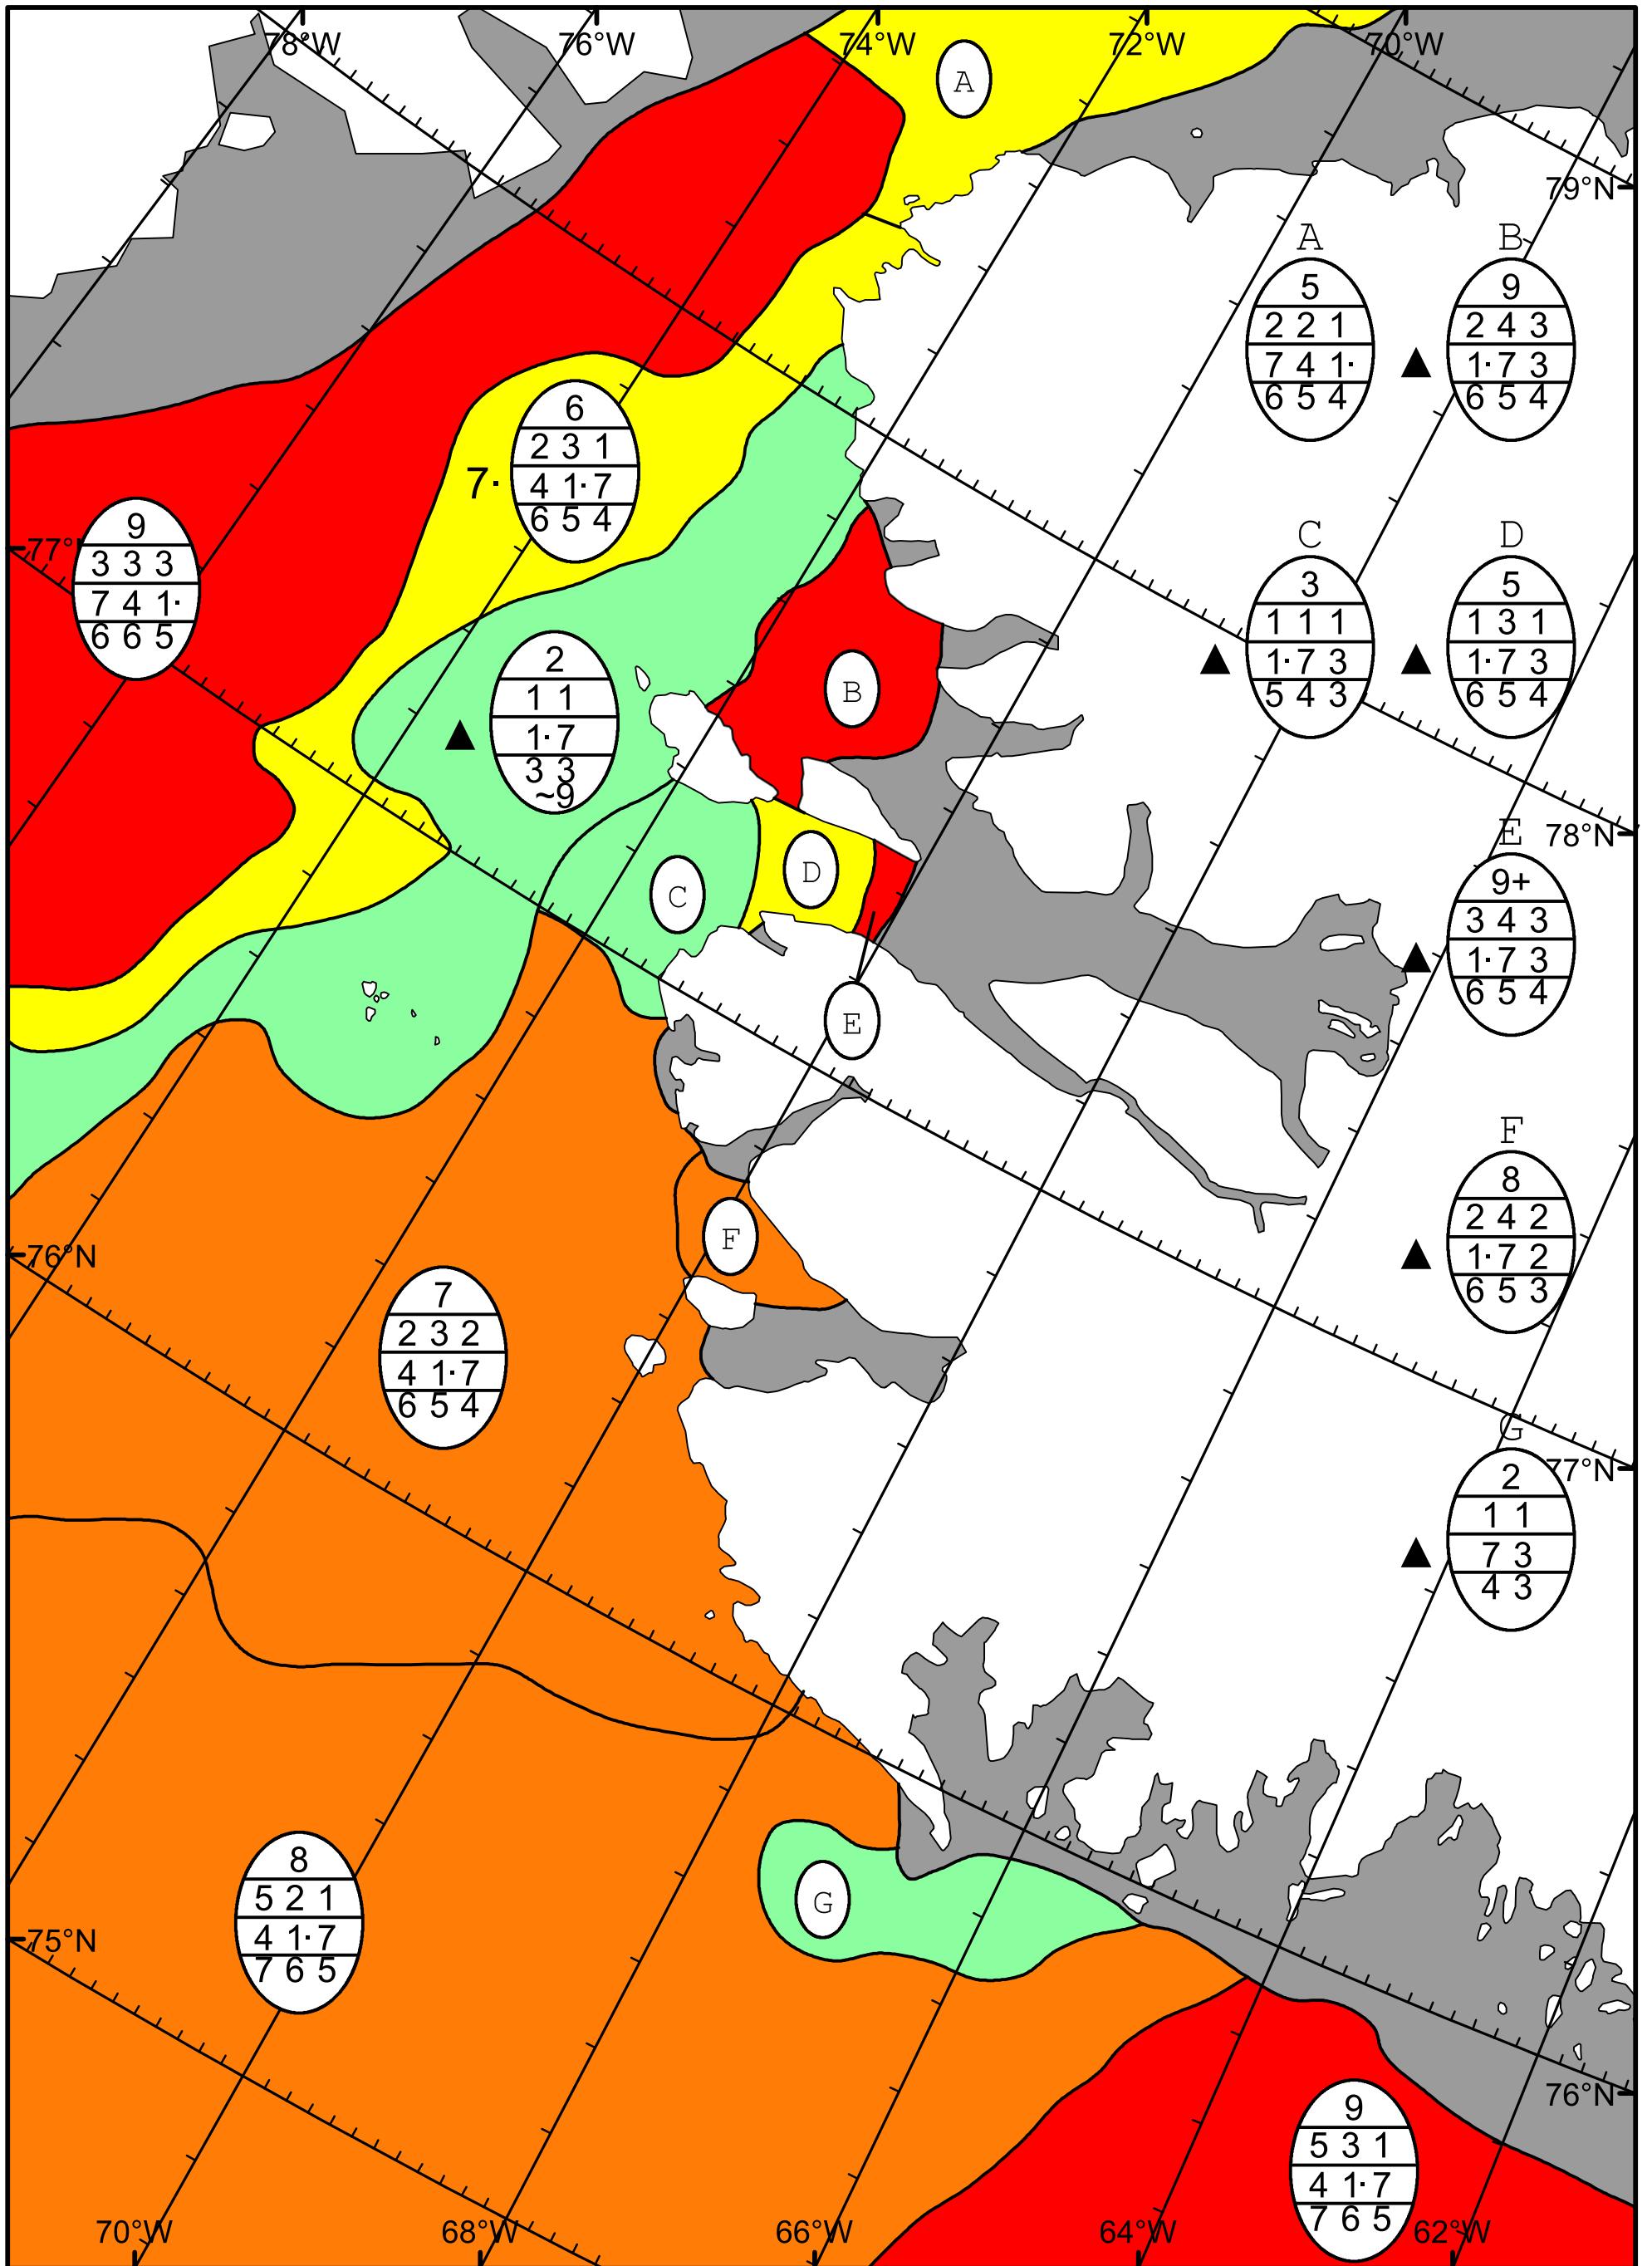 78°W
76°W
74°W
72°W
70°W
A
79°N
A
5
2 2 1
7 4 1·
6 5 4
B
9
2 4 3
1· 7 3
6 5 4
6
2 3 1
7·
4 1· 7
6 5 4
77°
9
3 3 3
7 4 1·
6 6 5
C
3
1 1 1
1· 7 3
5 4 3
D
5
1 3 1
1· 7 3
6 5 4
2
1 1
1· 7
3 3
~9
B
78°N
C
D
E
9+
3 4 3
1· 7 3
6 5 4
E
F
8
2 4 2
1· 7 2
6 5 3
F
76°N
7
2 3 2
4 1· 7
6 5 4
G
2
1 1
7 3
4 3
77°N
8
5 2 1
4 1· 7
7 6 5
G
75°N
76°N
9
5 3 1
4 1· 7
7 6 5
70°W
68°W
66°W
64°W
62°W